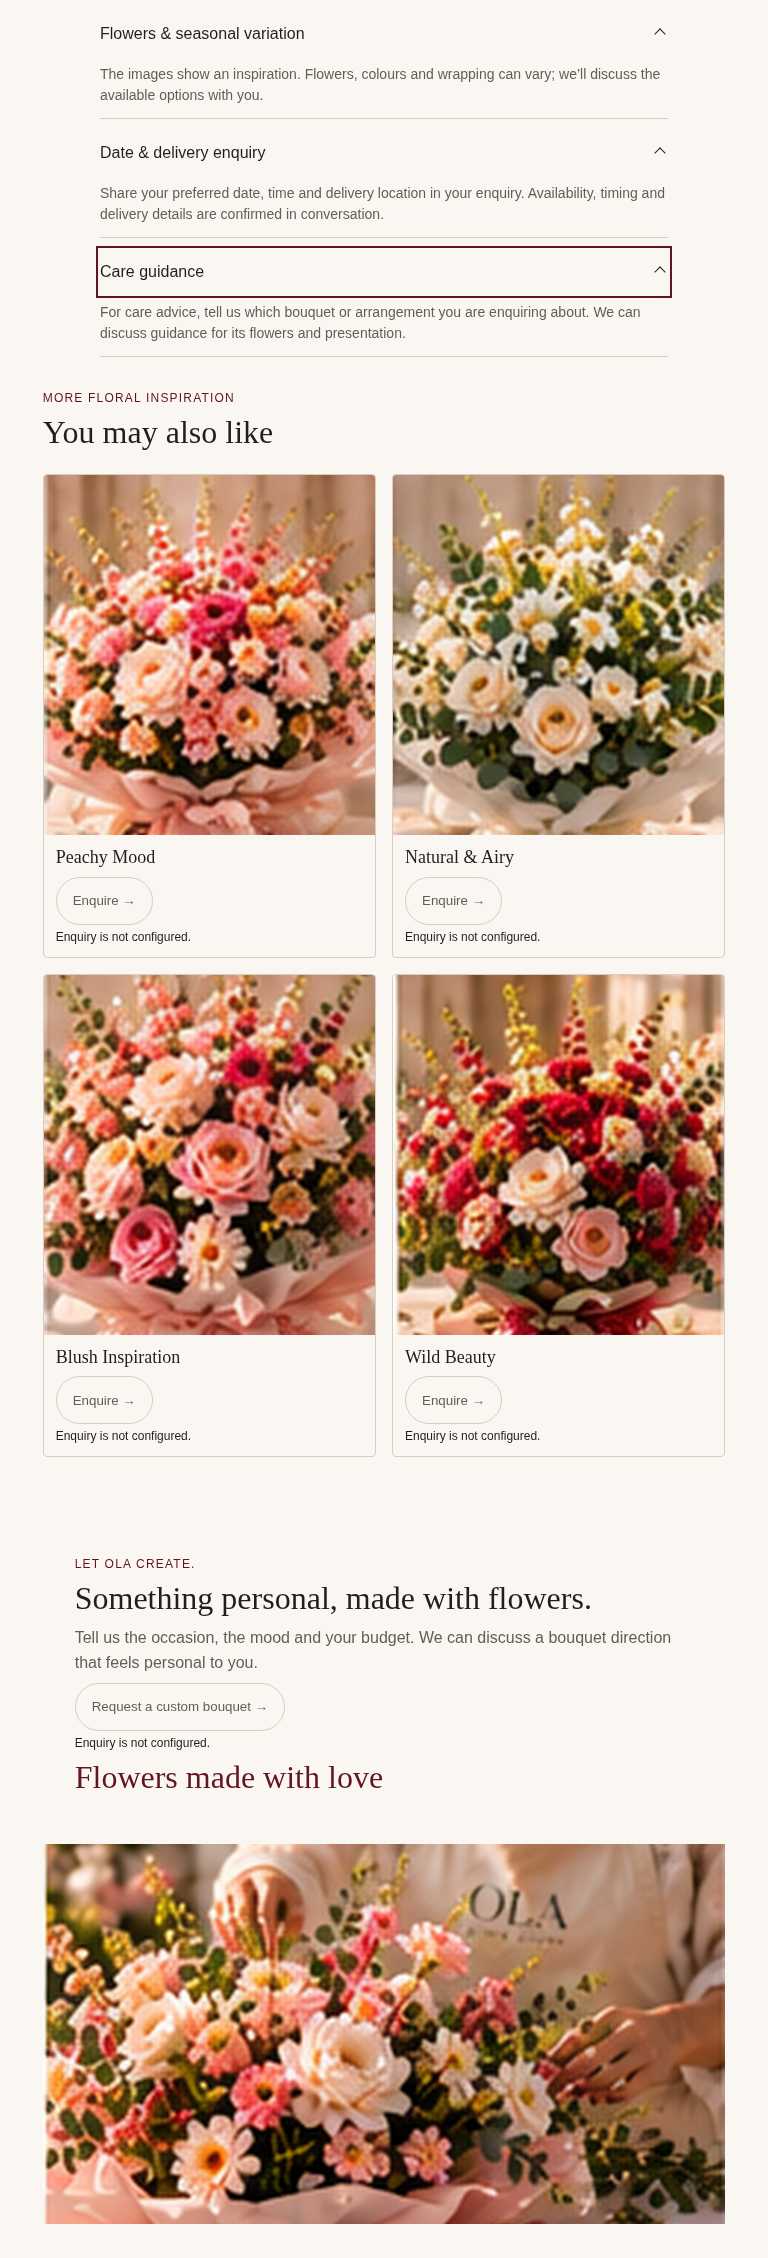 Flowers & seasonal variation
The images show an inspiration. Flowers, colours and wrapping can vary; we’ll discuss the
available options with you.
Date & delivery enquiry
Share your preferred date, time and delivery location in your enquiry. Availability, timing and
delivery details are confirmed in conversation.
Care guidance
For care advice, tell us which bouquet or arrangement you are enquiring about. We can
discuss guidance for its flowers and presentation.
MORE FLORAL INSPIRATION
You may also like
Peachy Mood
Enquire →
Enquiry is not configured.
Natural & Airy
Enquire →
Enquiry is not configured.
Blush Inspiration
Enquire →
Enquiry is not configured.
Wild Beauty
Enquire →
Enquiry is not configured.
LET OLA CREATE.
Something personal, made with flowers.
Tell us the occasion, the mood and your budget. We can discuss a bouquet direction
that feels personal to you.
Request a custom bouquet →
Enquiry is not configured.
Flowers made with love
OLA